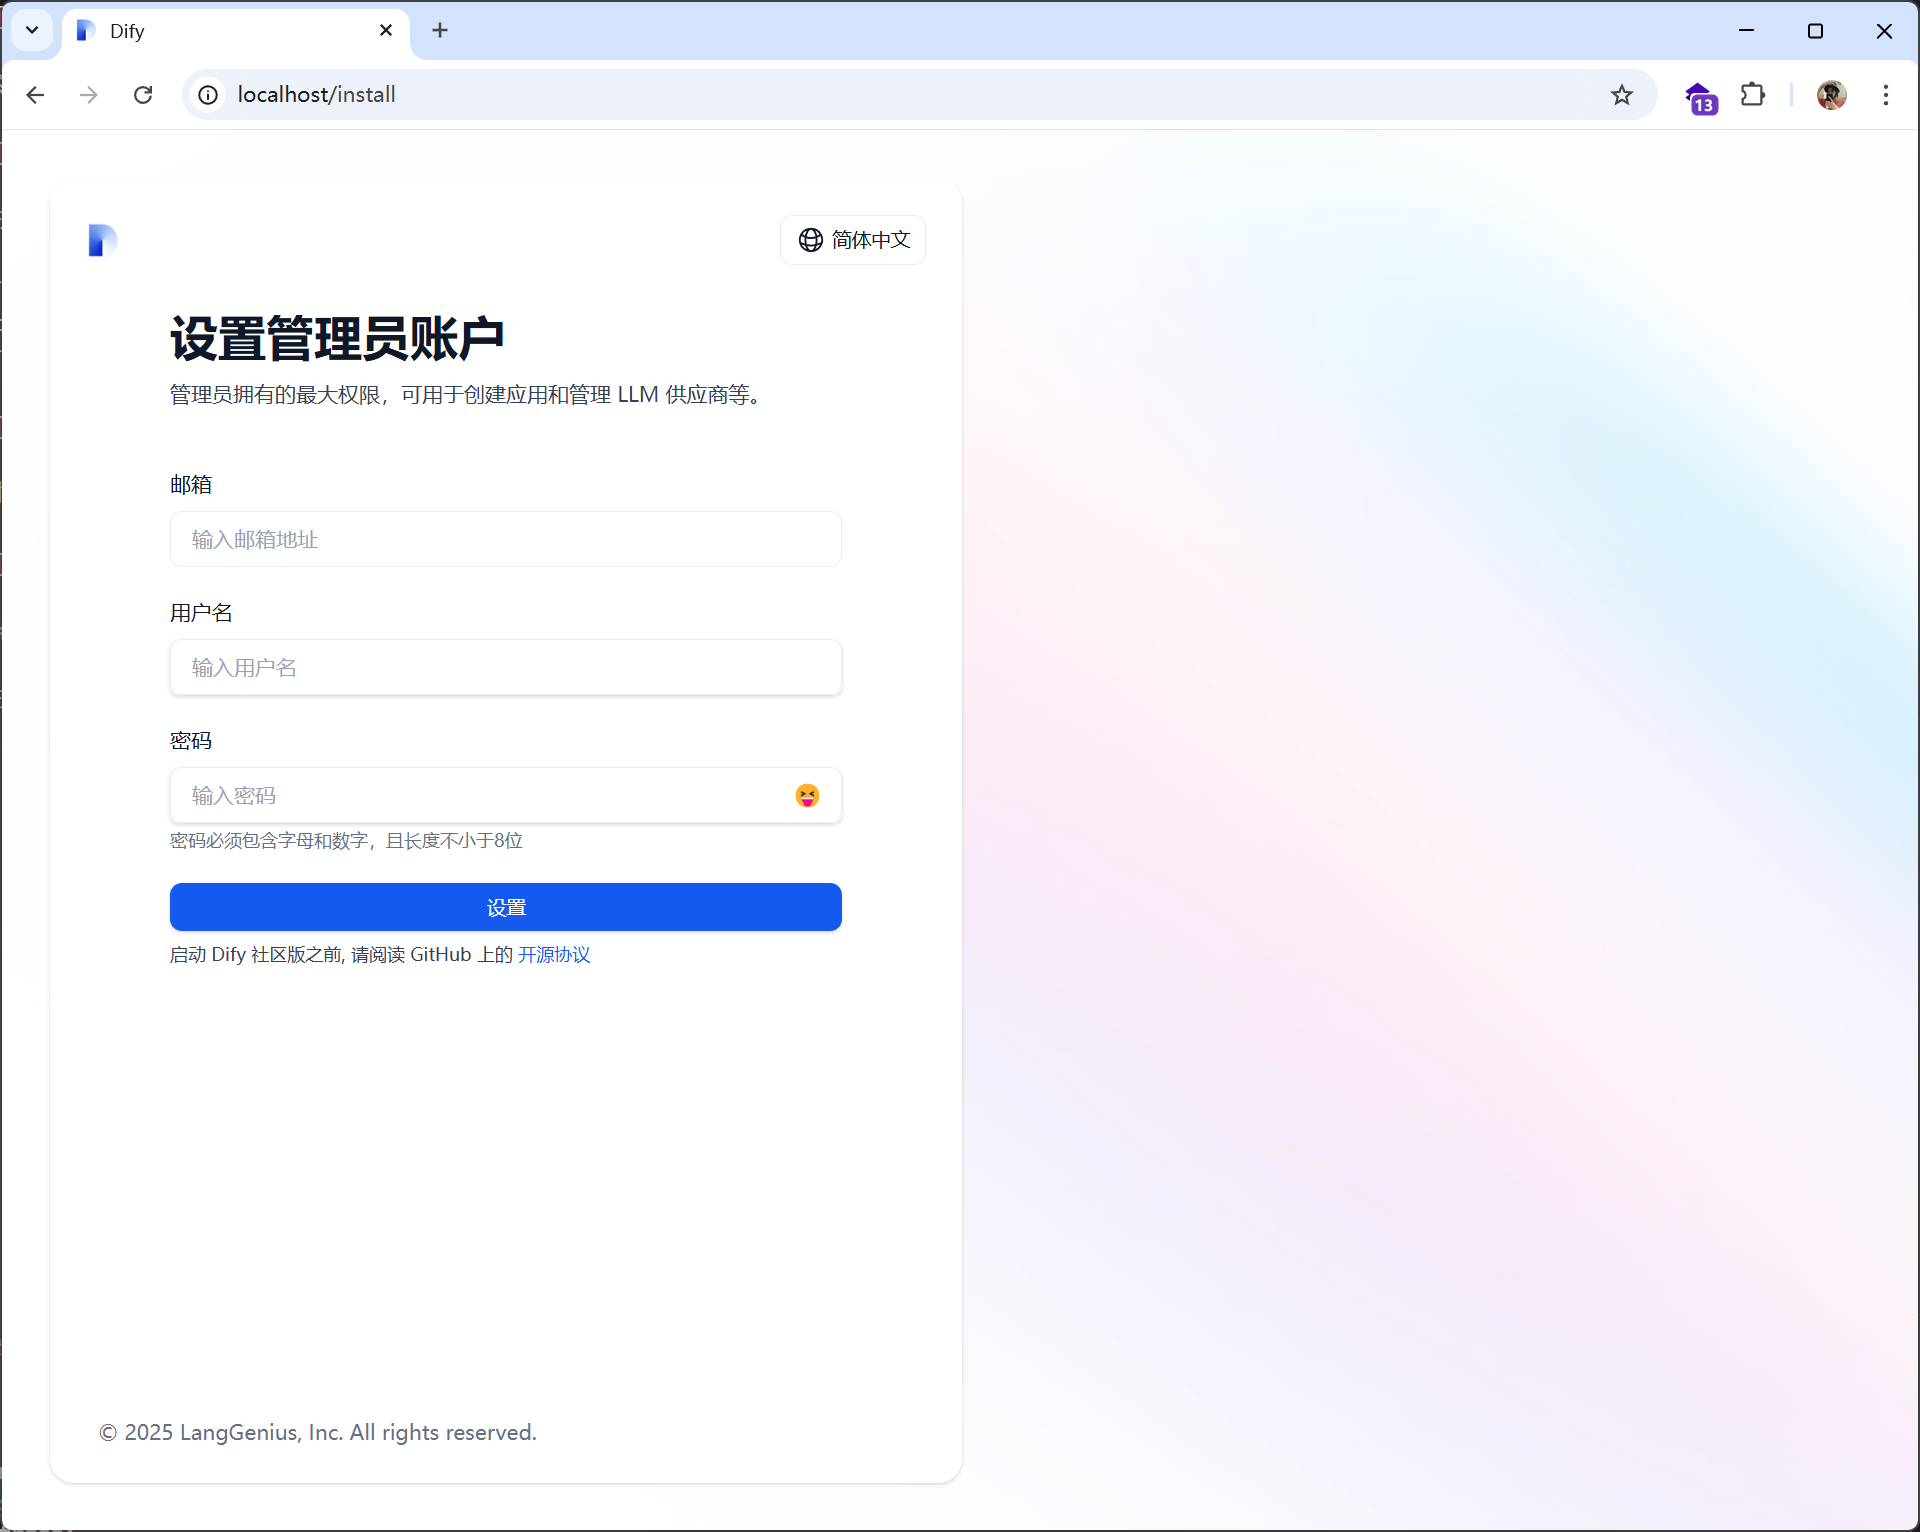 Dify
localhost/install
13
简体中文
设置管理员账户
管理员拥有的最大权限，可用于创建应用和管理 LLM 供应商等。
邮箱
输入邮箱地址
用户名
输入用户名
密码
输入密码
密码必须包含字母和数字，且长度不小于8位
设置
启动 Dify 社区版之前, 请阅读 GitHub 上的 开源协议
© 2025 LangGenius, Inc. All rights reserved.